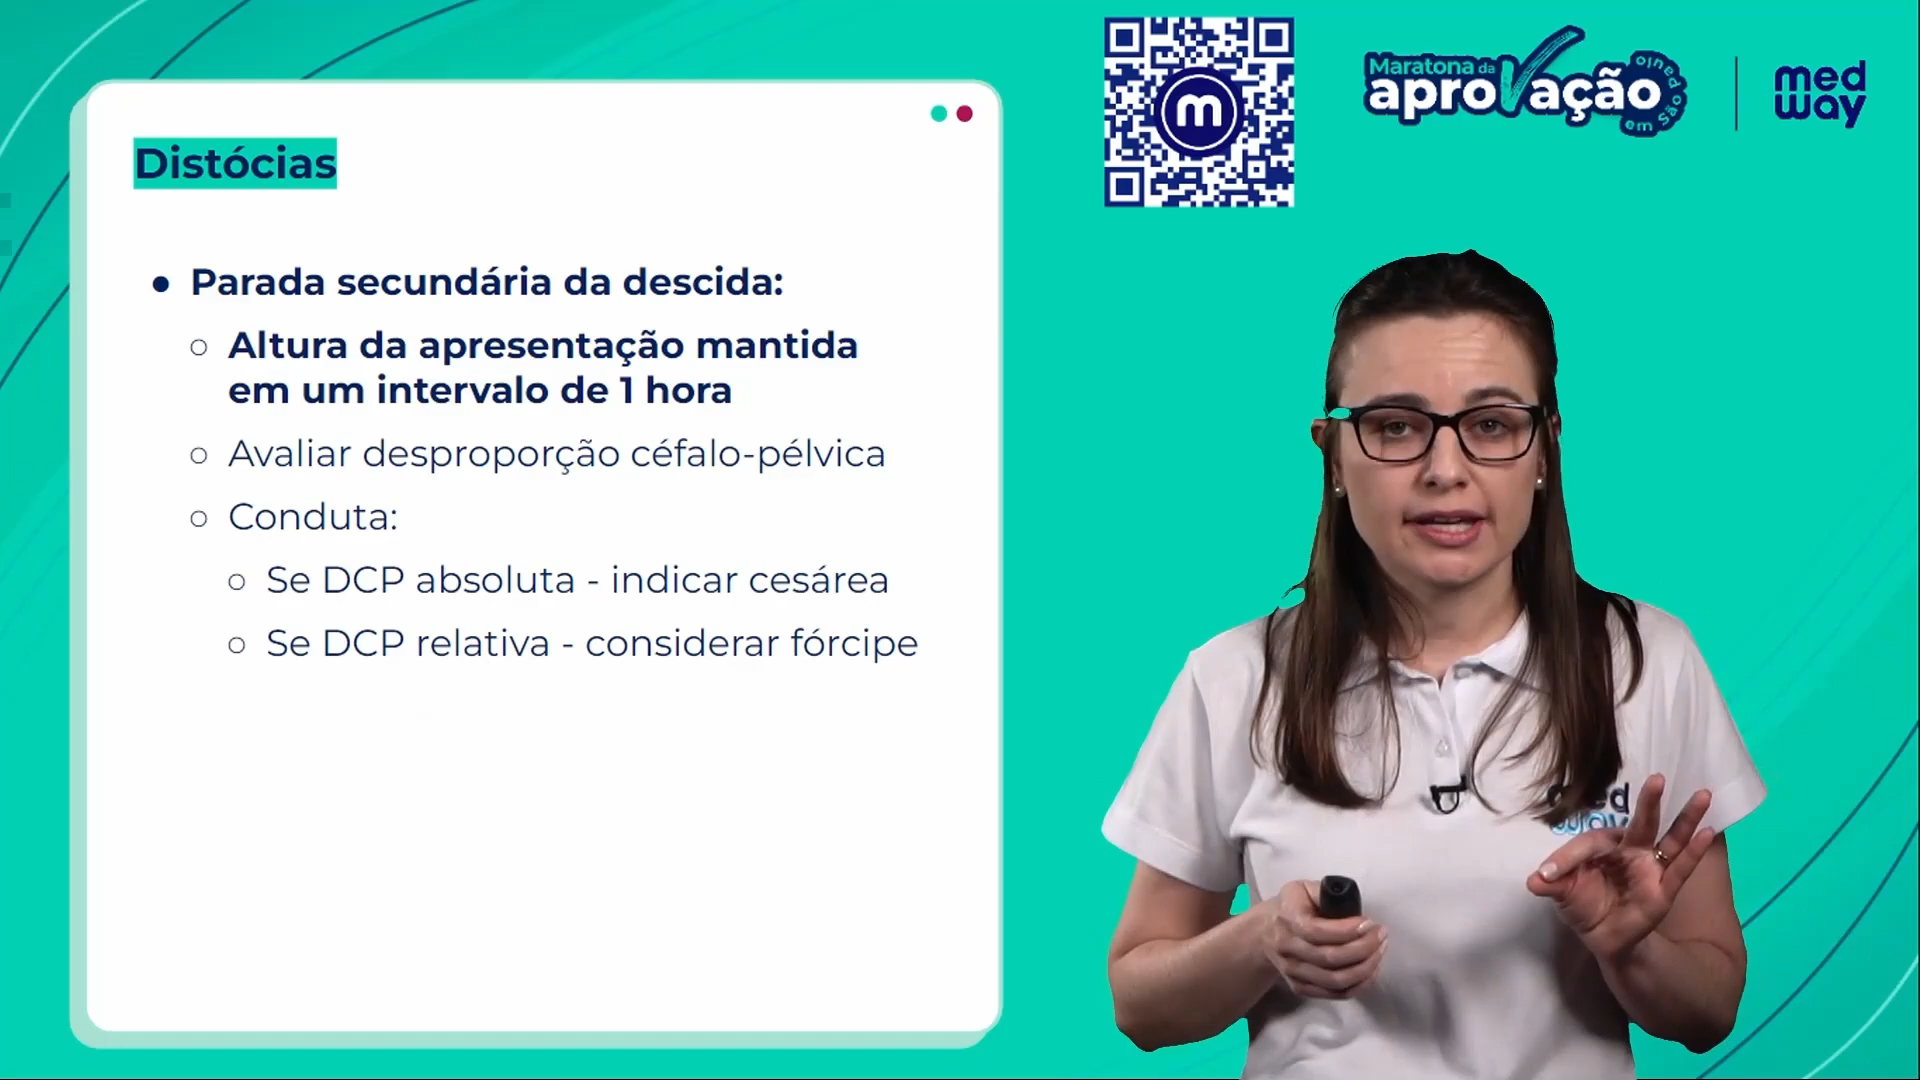 Maratona da
aproVação
em São paulo
med
way
m
Distócias
Parada secundária da descida:
Altura da apresentação mantida
em um intervalo de 1 hora
Avaliar desproporção céfalo-pélvica
Conduta:
Se DCP absoluta - indicar cesárea
Se DCP relativa - considerar fórcipe